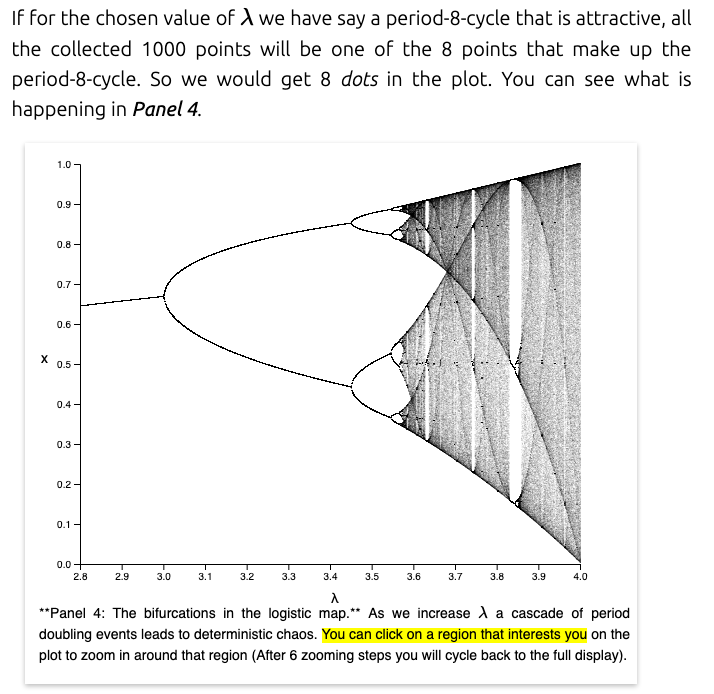 If for the chosen value of λ we have say a period-8-cycle that is attractive, all
the collected 1000 points will be one of the 8 points that make up the
period-8-cycle. So we would get 8 dots in the plot. You can see what is
happening in Panel 4.
1.0
0.9
0.8
0.7
0.6
x 0.5
0.4
0.3
0.2
0.1
0.0
2.8 2.9 3.0 3.1 3.2 3.3 3.4 3.5 3.6 3.7 3.8 3.9 4.0
λ
**Panel 4: The bifurcations in the logistic map.** As we increase λ a cascade of period
doubling events leads to deterministic chaos. You can click on a region that interests you on the
plot to zoom in around that region (After 6 zooming steps you will cycle back to the full display).